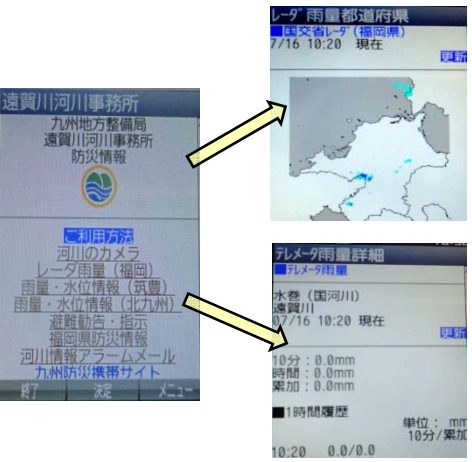 遠賀川河川事務所
九州地方整備局
遠賀川河川事務所
防災情報
ご利用方法
河川のカメラ
レーダ雨量（福岡）
雨量・水位情報（筑豊）
雨量・水位情報（北九州）
避難勧告・指示
福岡県防災情報
河川情報アラームメール
九州防災携帯サイト
終了 決定 メニュー
レーダ雨量都道府県
■国交省レーダ（福岡県）
7/16 10:20 現在
更新
テレメータ雨量詳細
■テレメータ雨量
水巻（国河川）
遠賀川
07/16 10:20 現在
更新
10分：0.0mm
時間：0.0mm
累加：0.0mm
■1時間履歴
単位： mm
10分/累加
10:20 0.0/0.0